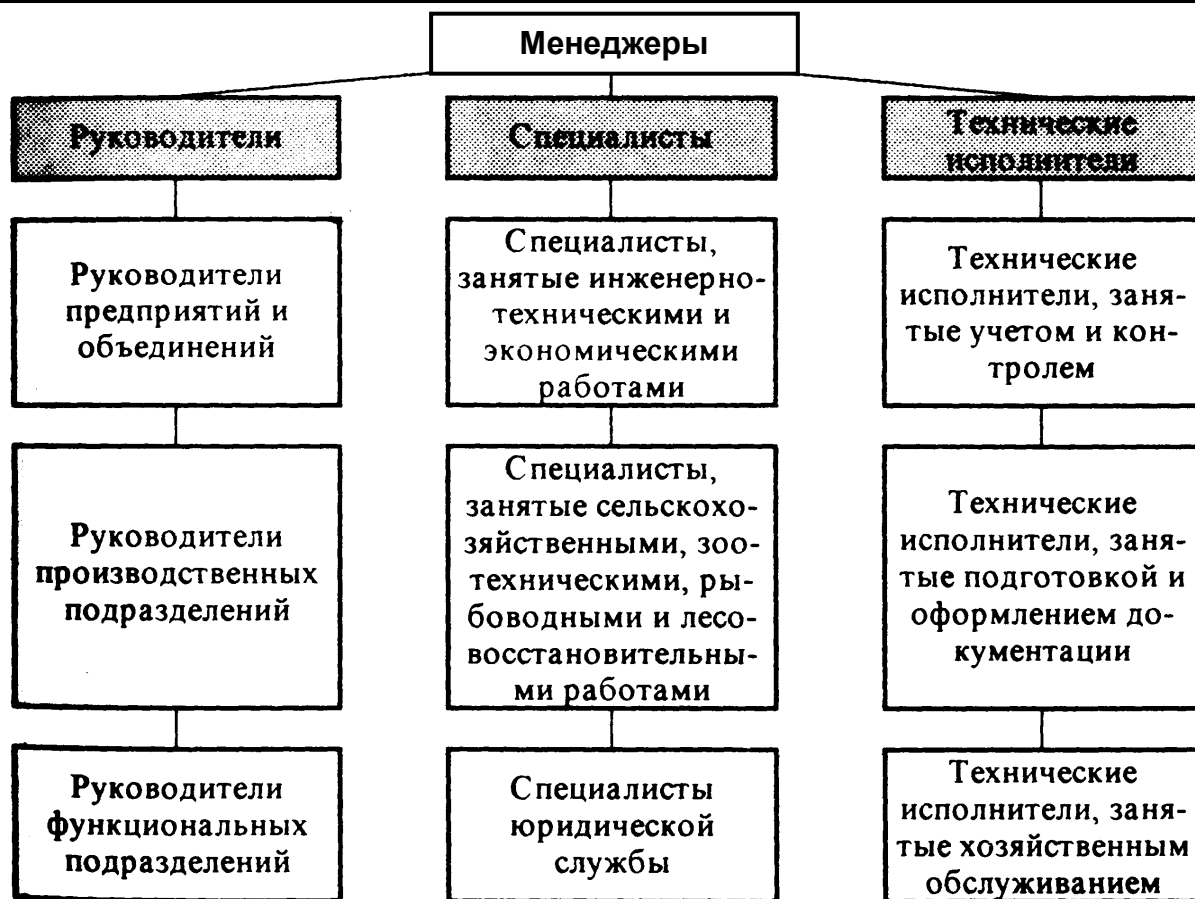 Менеджеры
Руководители
Специалисты
Технические
исполнители
Руководители
предприятий и
объединений
Специалисты,
занятые инженерно-
техническими и
экономическими
работами
Технические
исполнители, заня-
тые учетом и кон-
тролем
Руководители
производственных
подразделений
Специалисты,
занятые сельскохо-
зяйственными, зоо-
техническими, ры-
боводными и лесо-
восстановительны-
ми работами
Технические
исполнители, заня-
тые подготовкой и
оформлением до-
кументации
Руководители
функциональных
подразделений
Специалисты
юридической
службы
Технические
исполнители, заня-
тые хозяйственным
обслуживанием